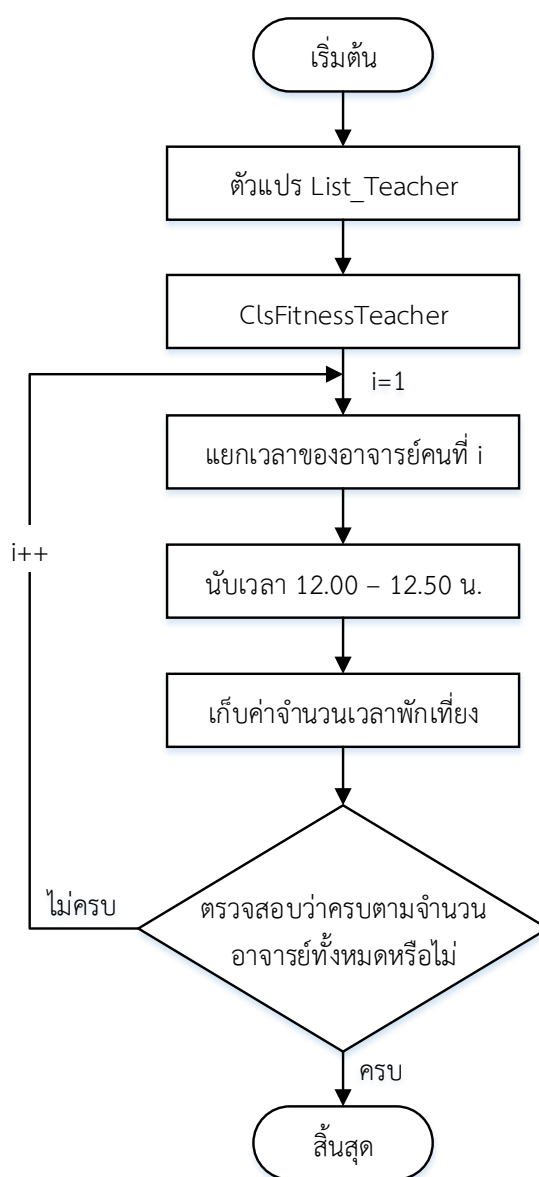 เริ่มต้น
ตัวแปร List_Teacher
ClsFitnessTeacher
i=1
แยกเวลาของอาจารย์คนที่ i
i++
นับเวลา 12.00 – 12.50 น.
เก็บค่าจำนวนเวลาพักเที่ยง
ไม่ครบ
ตรวจสอบว่าครบตามจำนวน
อาจารย์ทั้งหมดหรือไม่
ครบ
สิ้นสุด